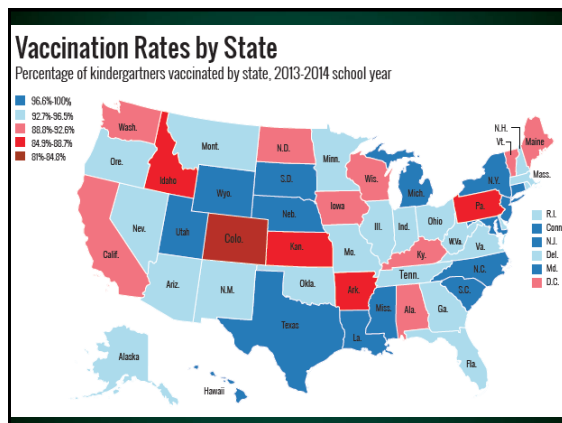 Vaccination Rates by State
Percentage of kindergartners vaccinated by state, 2013-2014 school year
96.6%-100%
92.7%-96.5%
88.8%-92.6%
84.9%-88.7%
81%-84.8%
Wash.
Mont.
N.D.
Minn.
N.H.
Vt.
Maine
Ore.
Idaho
S.D.
Wis.
Mich.
N.Y.
Mass.
Wyo.
Iowa
Pa.
Nev.
Utah
Neb.
Ill.
Ind.
Ohio
R.I.
Colo.
Kan.
Mo.
W.Va.
Va.
Conn
Calif.
Ky.
N.J.
Ariz.
N.M.
Okla.
Ark.
Tenn.
N.C.
Del.
Texas
Miss.
Ala.
Ga.
S.C.
Md.
La.
D.C.
Alaska
Hawaii
Fla.